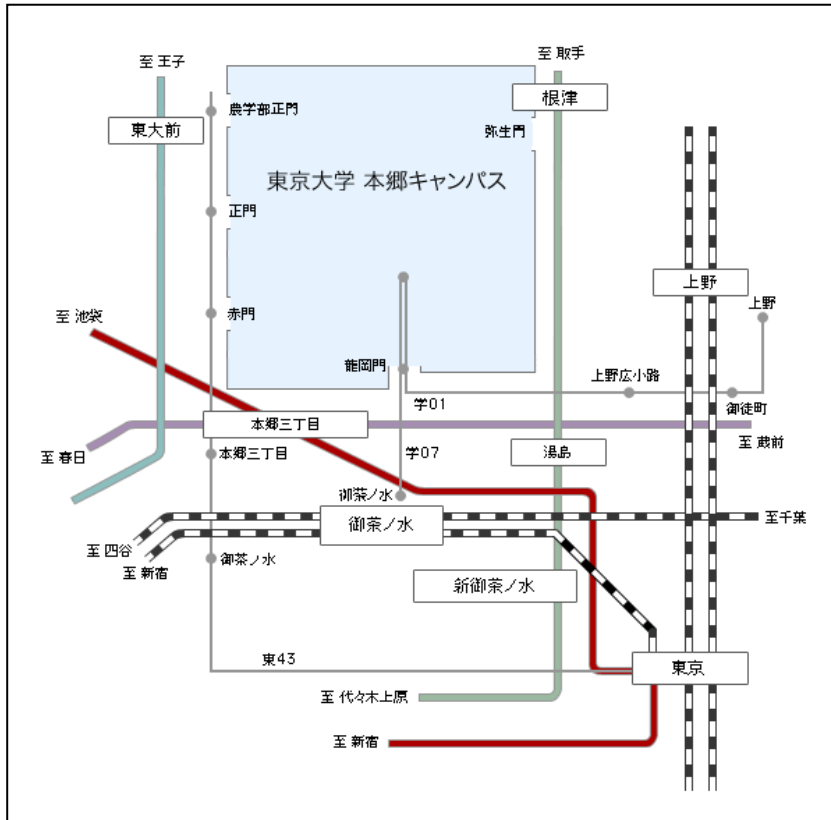 至 王子
至 取手
農学部正門
根津
東大前
弥生門
東京大学 本郷キャンパス
正門
上野
上野
至 池袋
赤門
龍岡門
上野広小路
学01
御徒町
本郷三丁目
至 蔵前
至 春日
本郷三丁目
学07
湯島
御茶ノ水
御茶ノ水
至千葉
至 四谷
至 新宿
御茶ノ水
新御茶ノ水
東43
東京
至 代々木上原
至 新宿